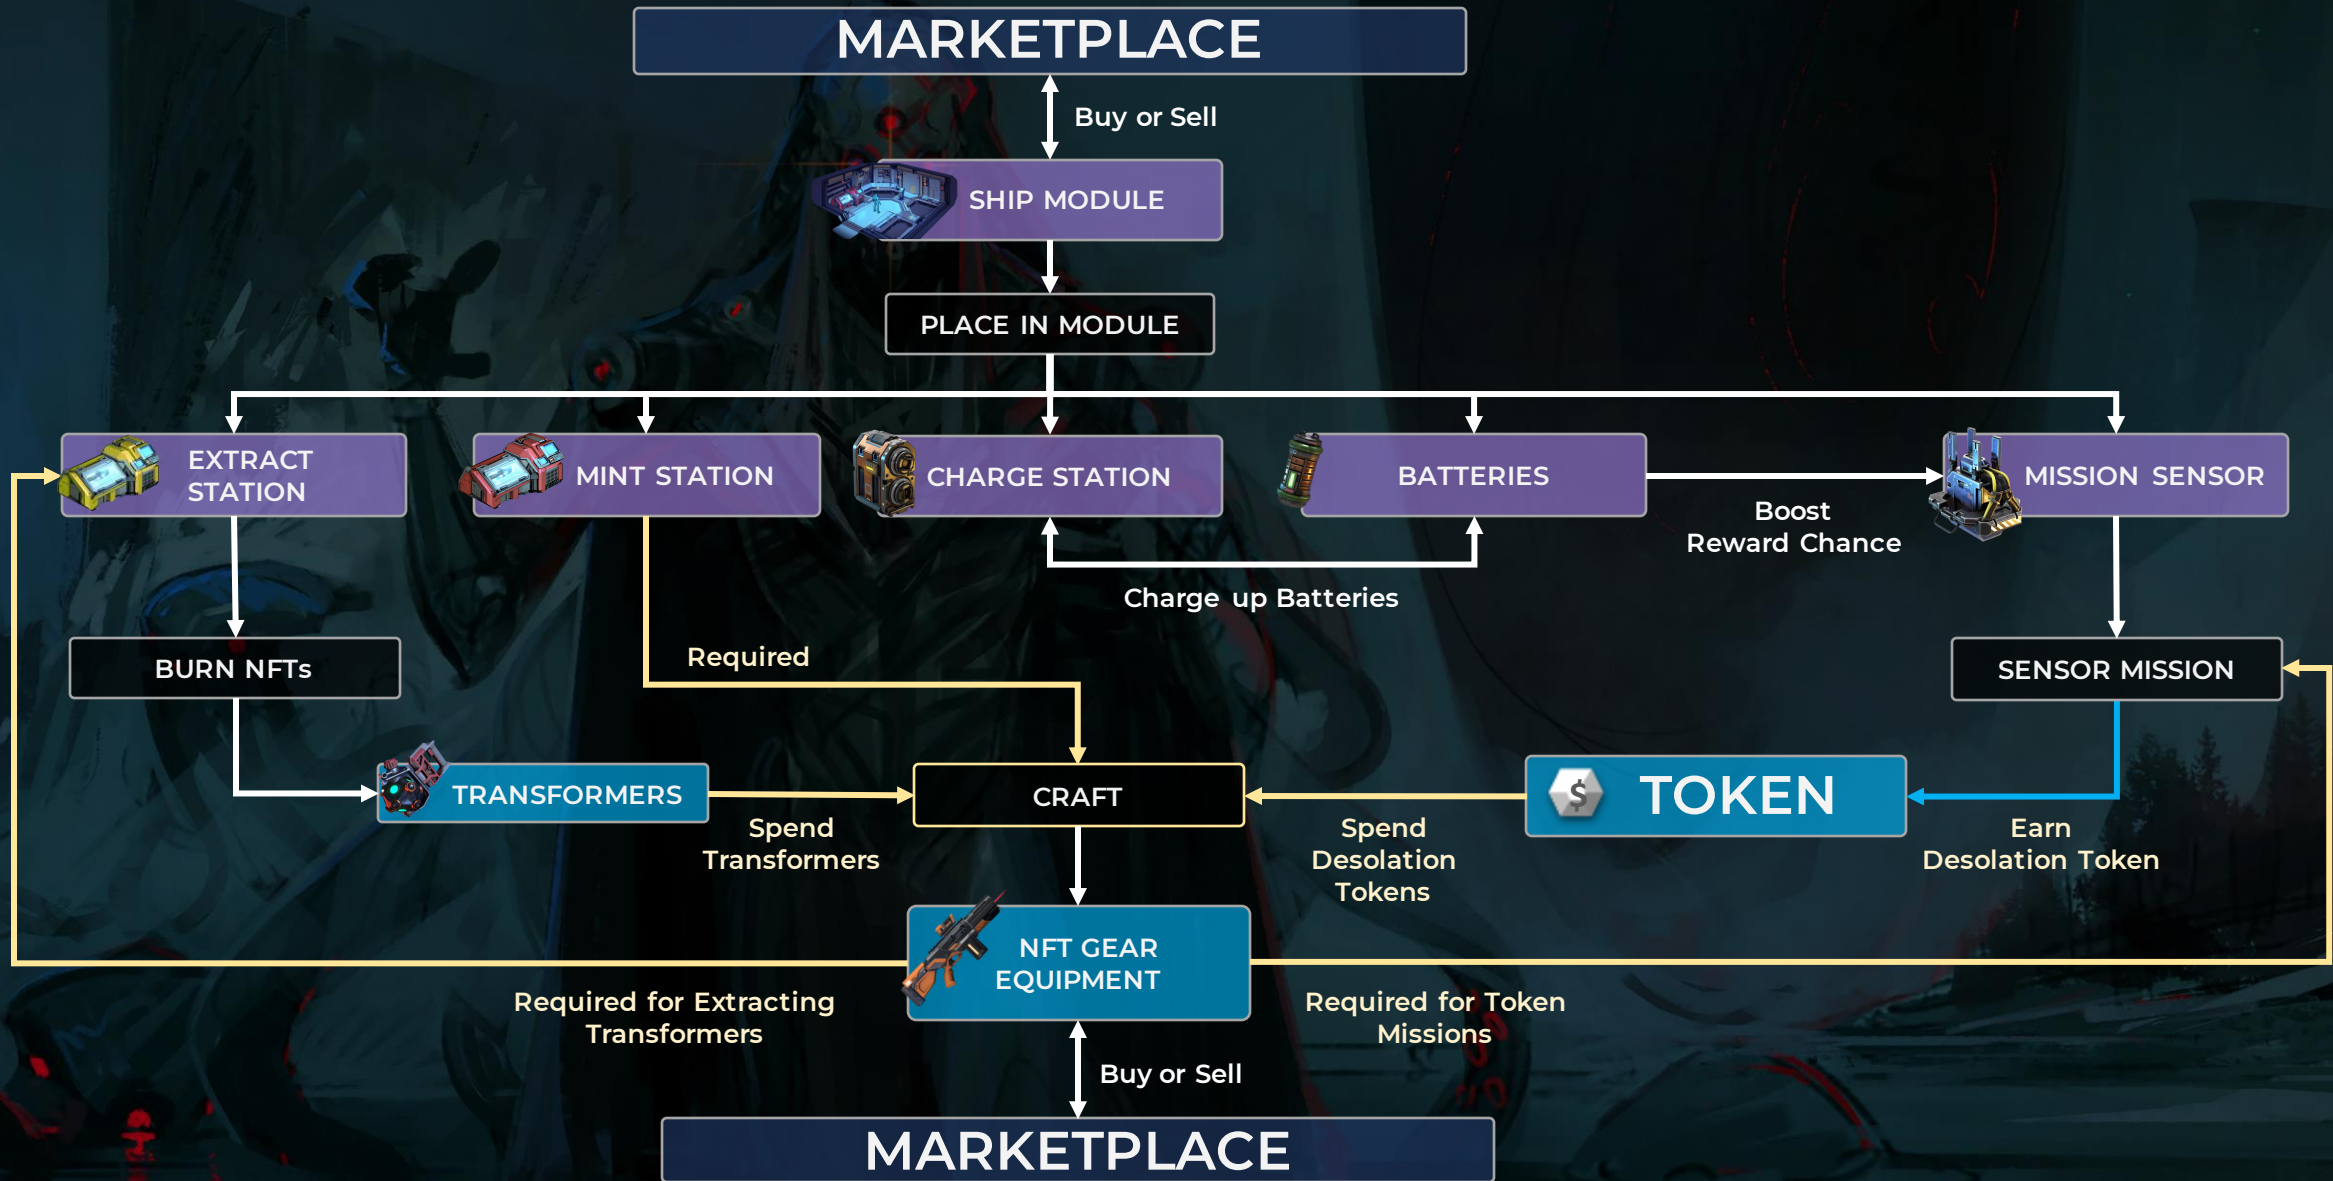 MARKETPLACE
Buy or Sell
SHIP MODULE
PLACE IN MODULE
EXTRACT
STATION
MINT STATION
CHARGE STATION
BATTERIES
MISSION SENSOR
Boost
Reward Chance
Charge up Batteries
Required
BURN NFTs
SENSOR MISSION
TRANSFORMERS
CRAFT
$
TOKEN
Spend
Transformers
Spend
Desolation
Tokens
Earn
Desolation Token
NFT GEAR
EQUIPMENT
Required for Extracting
Transformers
Required for Token
Missions
Buy or Sell
MARKETPLACE